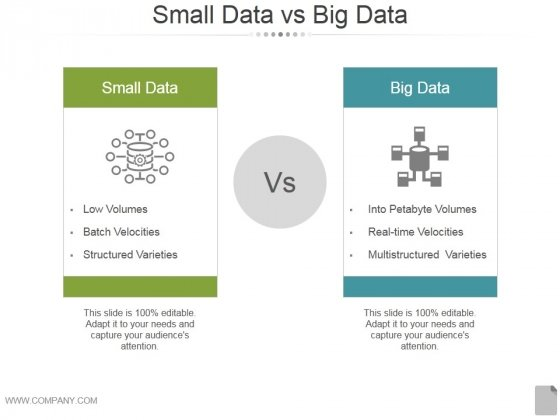 Small Data vs Big Data
Small Data
• Low Volumes
• Batch Velocities
• Structured Varieties
This slide is 100% editable.
Adapt it to your needs and
capture your audience's
attention.
Vs
Big Data
• Into Petabyte Volumes
• Real-time Velocities
• Multistructured  Varieties
This slide is 100% editable.
Adapt it to your needs and
capture your audience's
attention.
WWW.COMPANY.COM